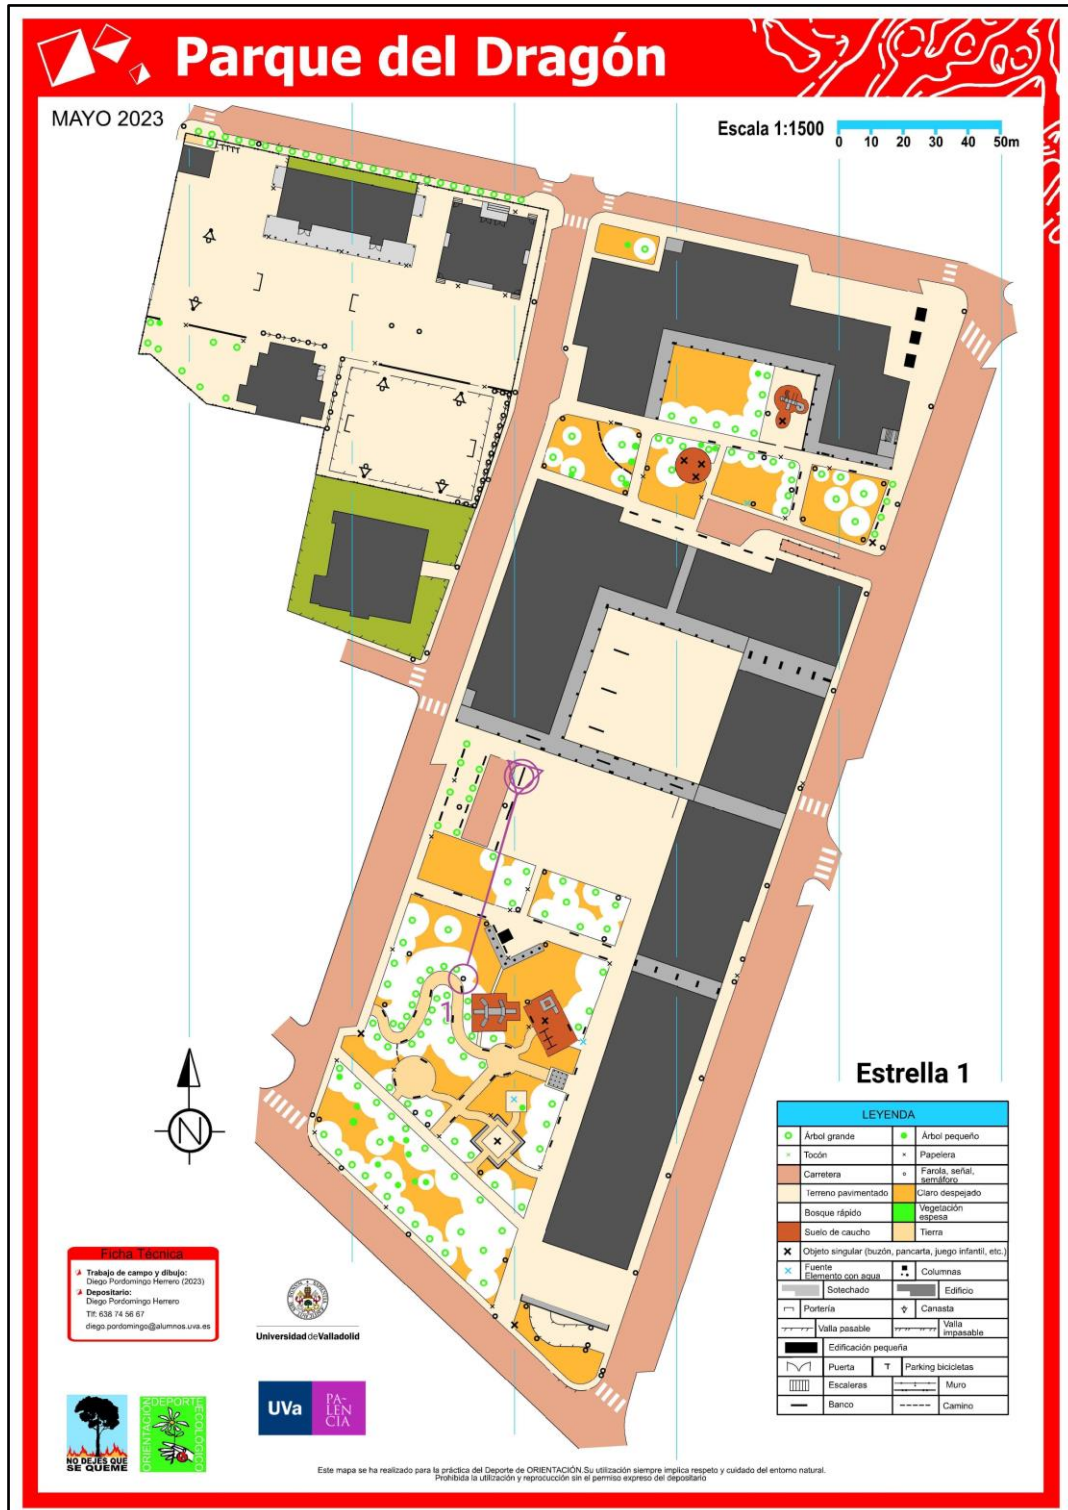 Parque del Dragón
MAYO 2023
Escala 1:1500
0 10 20 30 40 50m
1
N
Estrella 1
LEYENDA
Árbol grande Árbol pequeño
Tocón Papelera
Carretera Farola, señal, semáforo
Terreno pavimentado Claro despejado
Bosque rápido Vegetación espesa
Suelo de caucho Tierra
Objeto singular (buzón, pancarta, juego infantil, etc.)
Fuente
Elemento con agua Columnas
Sotechado Edificio
Portería Canasta
Valla pasable Valla impasable
Edificación pequeña
Puerta Parking bicicletas
Escaleras Muro
Banco Camino
Ficha Técnica
Trabajo de campo y dibujo:
Diego Pordomingo Herrero (2023)
Depositario:
Diego Pordomingo Herrero
Tlf: 638 74 56 67
diego.pordomingo@alumnos.uva.es
Universidad de Valladolid
NO DEJES QUE
SE QUEME
ORIENTACIÓN DEPORTE ECOLÓGICO
UVa
PA-
LEN
CIA
Este mapa se ha realizado para la práctica del Deporte de ORIENTACIÓN.Su utilización siempre implica respeto y cuidado del entorno natural.
Prohibida la utilización y reproducción sin el permiso expreso del depositario